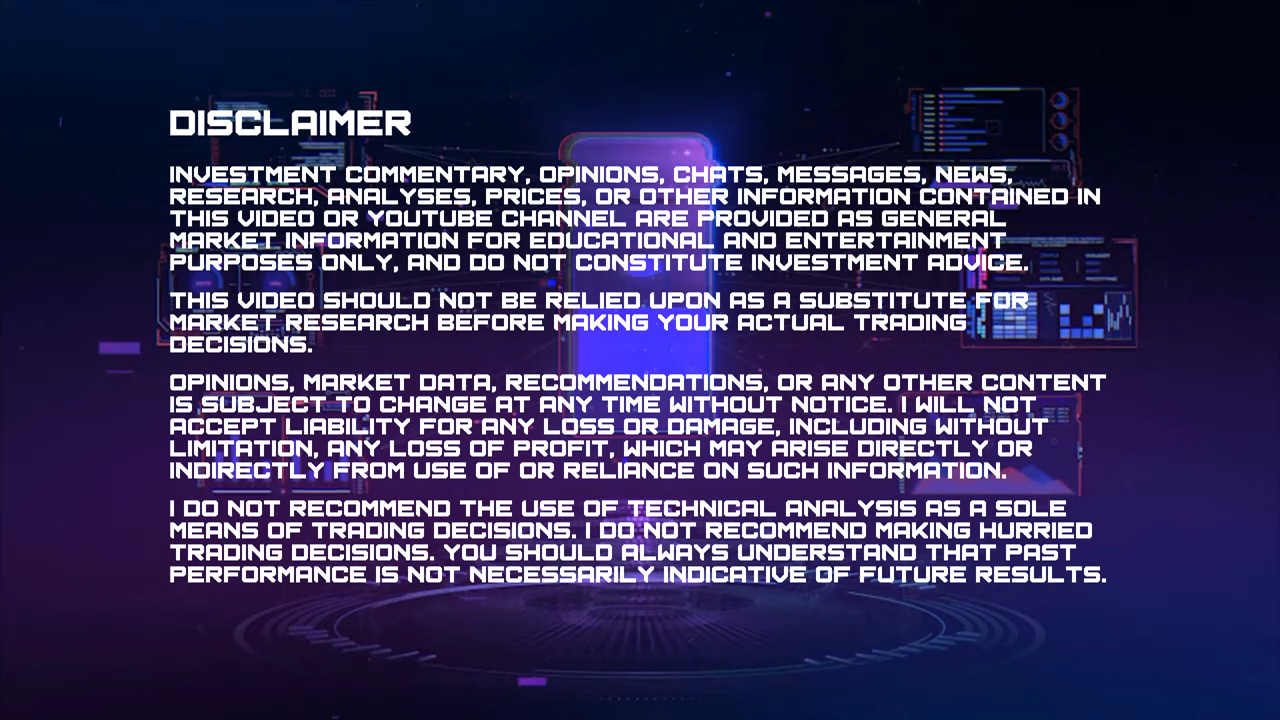 DISCLAIMER
INVESTMENT COMMENTARY, OPINIONS, CHATS, MESSAGES, NEWS,
RESEARCH, ANALYSES, PRICES, OR OTHER INFORMATION CONTAINED IN
THIS VIDEO OR YOUTUBE CHANNEL ARE PROVIDED AS GENERAL
MARKET INFORMATION FOR EDUCATIONAL AND ENTERTAINMENT
PURPOSES ONLY, AND DO NOT CONSTITUTE INVESTMENT ADVICE.
THIS VIDEO SHOULD NOT BE RELIED UPON AS A SUBSTITUTE FOR
MARKET RESEARCH BEFORE MAKING YOUR ACTUAL TRADING
DECISIONS.
OPINIONS, MARKET DATA, RECOMMENDATIONS, OR ANY OTHER CONTENT
IS SUBJECT TO CHANGE AT ANY TIME WITHOUT NOTICE. I WILL NOT
ACCEPT LIABILITY FOR ANY LOSS OR DAMAGE, INCLUDING WITHOUT
LIMITATION, ANY LOSS OF PROFIT, WHICH MAY ARISE DIRECTLY OR
INDIRECTLY FROM USE OF OR RELIANCE ON SUCH INFORMATION.
I DO NOT RECOMMEND THE USE OF TECHNICAL ANALYSIS AS A SOLE
MEANS OF TRADING DECISIONS. I DO NOT RECOMMEND MAKING HURRIED
TRADING DECISIONS. YOU SHOULD ALWAYS UNDERSTAND THAT PAST
PERFORMANCE IS NOT NECESSARILY INDICATIVE OF FUTURE RESULTS.